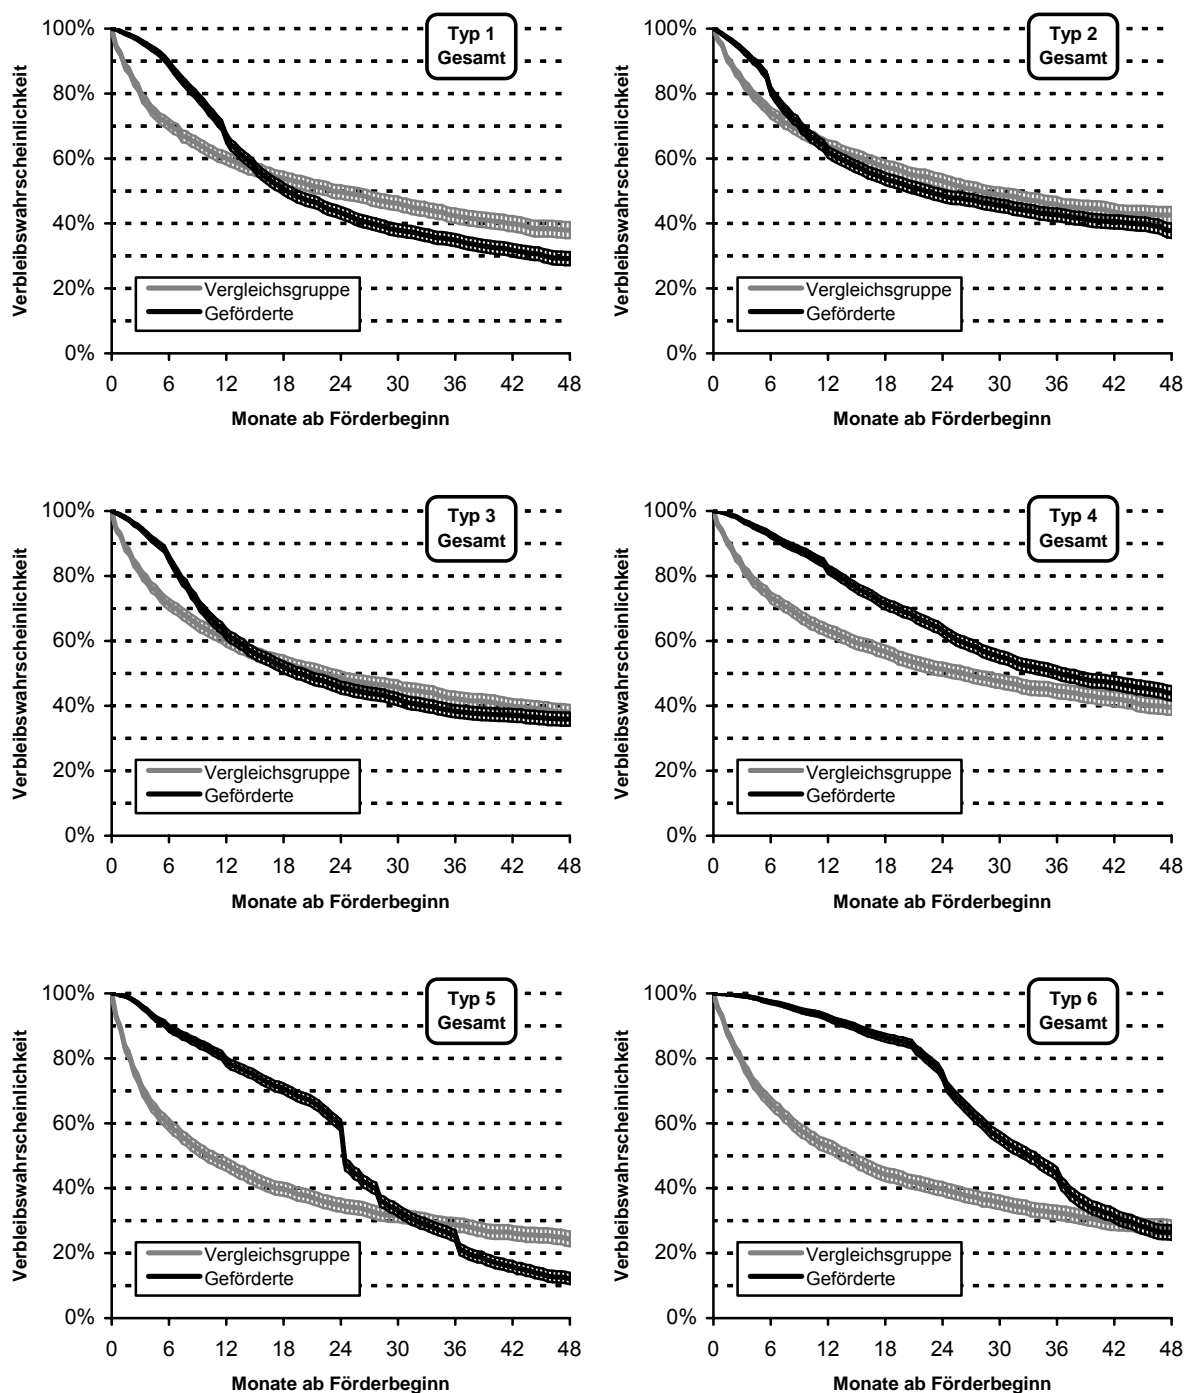 Typ 1
Gesamt
Verbleibswahrscheinlichkeit
100%
80%
60%
40%
20%
0%
Vergleichsgruppe
Geförderte
0 6 12 18 24 30 36 42 48
Monate ab Förderbeginn
Typ 2
Gesamt
Verbleibswahrscheinlichkeit
100%
80%
60%
40%
20%
0%
Vergleichsgruppe
Geförderte
0 6 12 18 24 30 36 42 48
Monate ab Förderbeginn
Typ 3
Gesamt
Verbleibswahrscheinlichkeit
100%
80%
60%
40%
20%
0%
Vergleichsgruppe
Geförderte
0 6 12 18 24 30 36 42 48
Monate ab Förderbeginn
Typ 4
Gesamt
Verbleibswahrscheinlichkeit
100%
80%
60%
40%
20%
0%
Vergleichsgruppe
Geförderte
0 6 12 18 24 30 36 42 48
Monate ab Förderbeginn
Typ 5
Gesamt
Verbleibswahrscheinlichkeit
100%
80%
60%
40%
20%
0%
Vergleichsgruppe
Geförderte
0 6 12 18 24 30 36 42 48
Monate ab Förderbeginn
Typ 6
Gesamt
Verbleibswahrscheinlichkeit
100%
80%
60%
40%
20%
0%
Vergleichsgruppe
Geförderte
0 6 12 18 24 30 36 42 48
Monate ab Förderbeginn